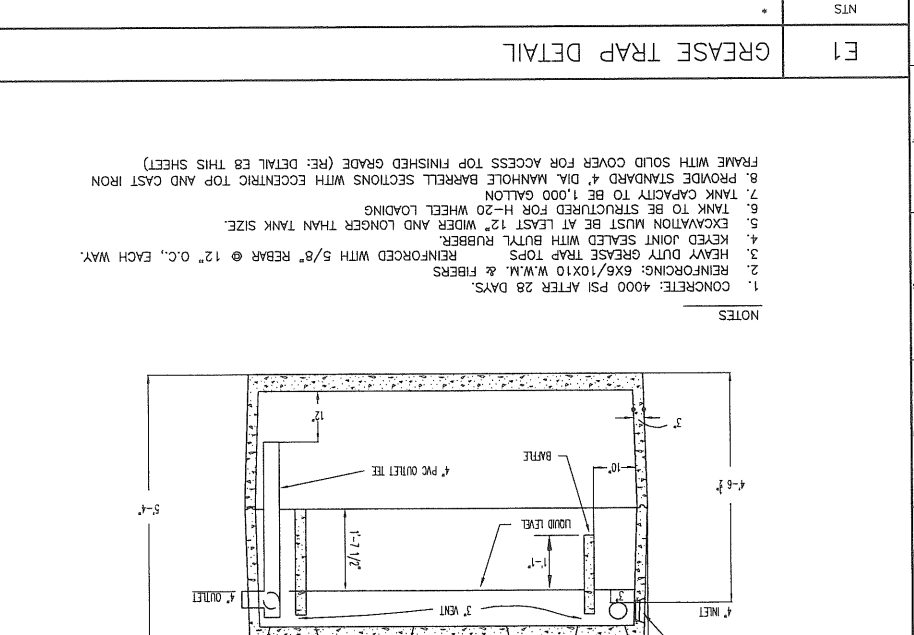 3" VENT
4" INLET
3"
4" OUTLET
1'-1"
LIQUID LEVEL
1'-7 1/2"
4'-6 ½"
5'-4"
10"
BAFFLE
4" PVC OUTLET TEE
3"
12"
NOTES
1. CONCRETE: 4000 PSI AFTER 28 DAYS.
2. REINFORCING: 6X6/10X10 W.W.M. & FIBERS
3. HEAVY DUTY GREASE TRAP TOPS REINFORCED WITH 5/8" REBAR @ 12" O.C., EACH WAY.
4. KEYED JOINT SEALED WITH BUTYL RUBBER.
5. EXCAVATION MUST BE AT LEAST 12" WIDER AND LONGER THAN TANK SIZE.
6. TANK TO BE STRUCTURED FOR H-20 WHEEL LOADING
7. TANK CAPACITY TO BE 1,000 GALLON
8. PROVIDE STANDARD 4' DIA. MANHOLE BARRELL SECTIONS WITH ECCENTRIC TOP AND CAST IRON
FRAME WITH SOLID COVER FOR ACCESS TOP FINISHED GRADE (RE: DETAIL E8 THIS SHEET)
E1 GREASE TRAP DETAIL
NTS *